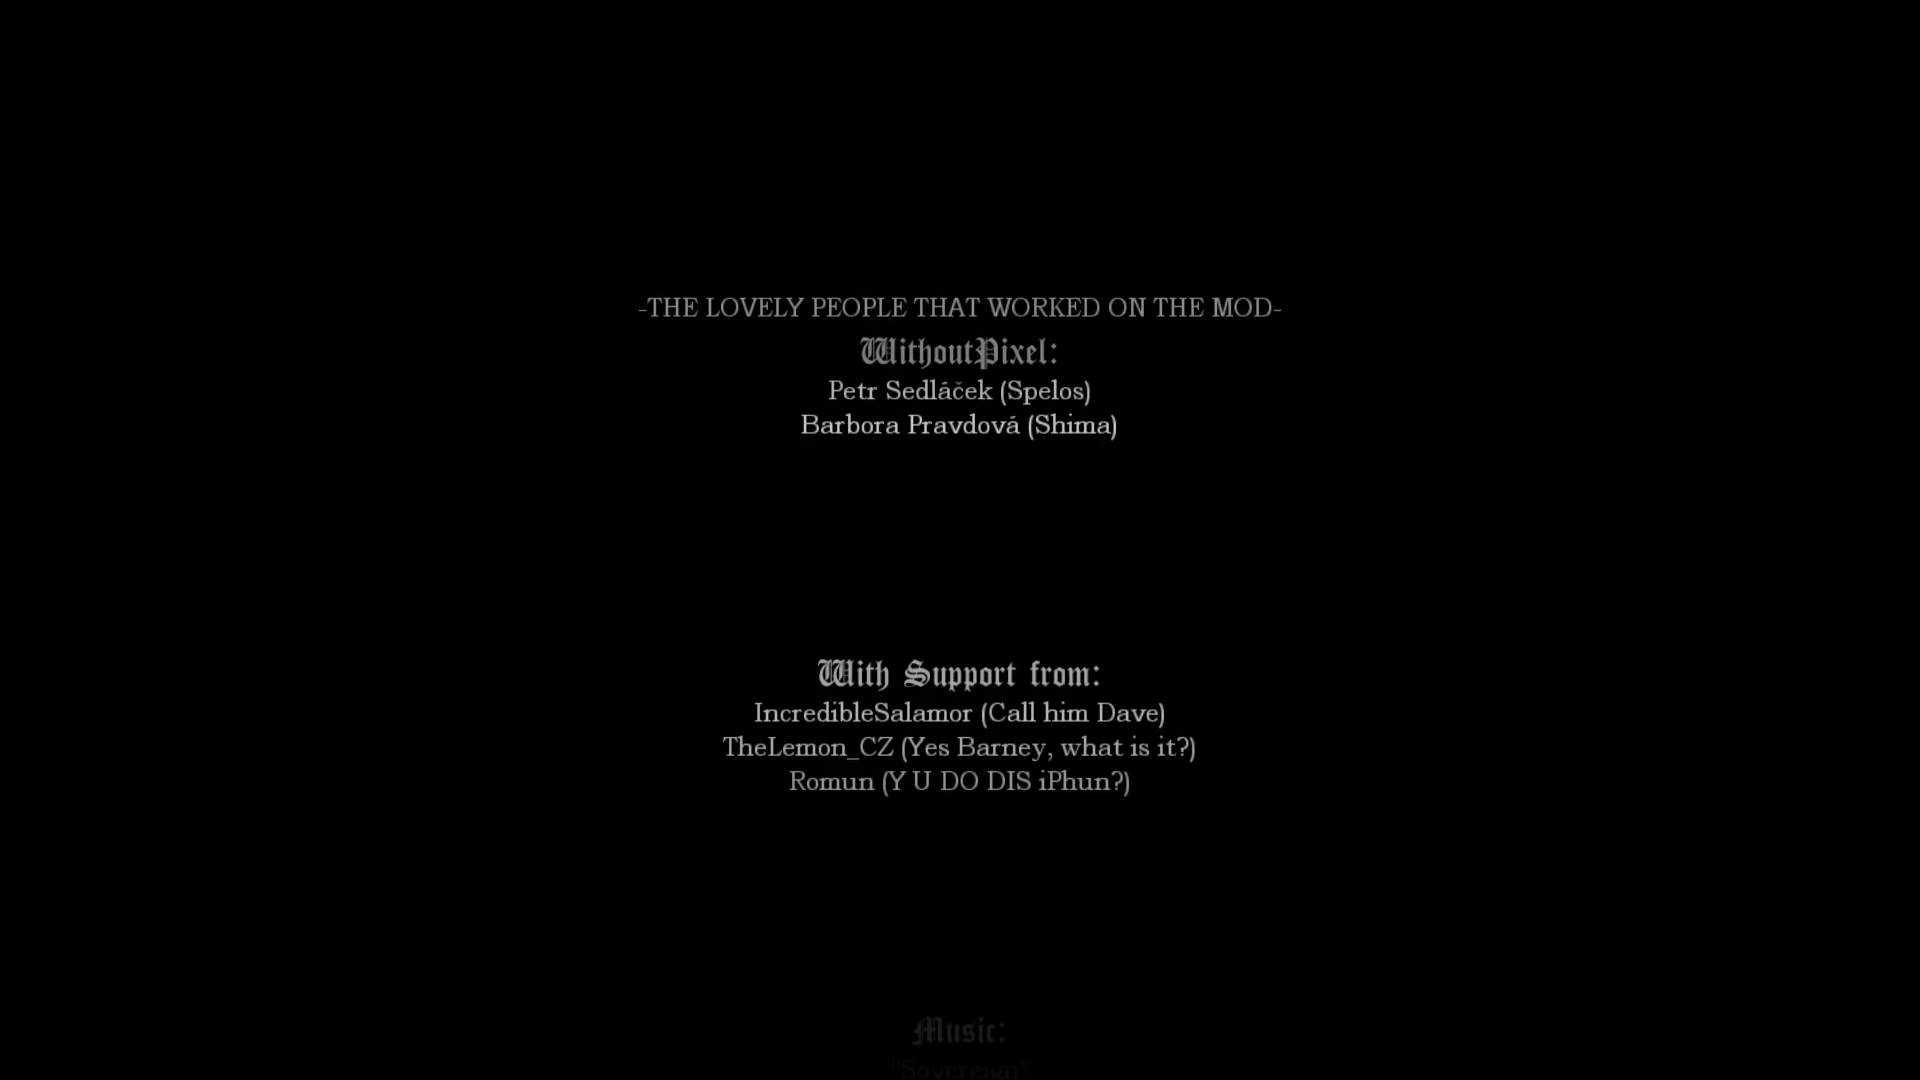 -THE LOVELY PEOPLE THAT WORKED ON THE MOD-
WithoutPixel:
Petr Sedláček (Spelos)
Barbora Pravdová (Shima)
With Support from:
IncredibleSalamor (Call him Dave)
TheLemon_CZ (Yes Barney, what is it?)
Romun (Y U DO DIS iPhun?)
Music:
"Sovereign"